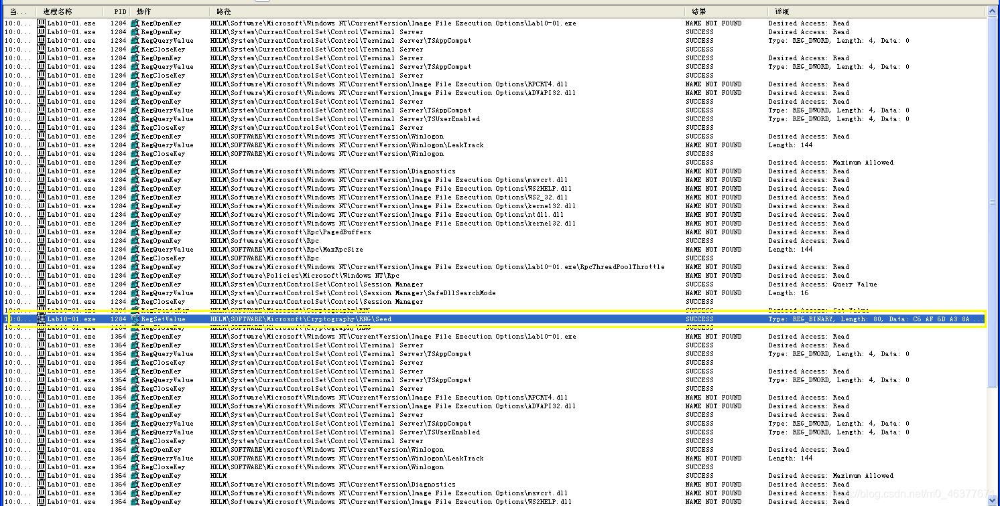 当... 进程名称 PID 操作 路径 结果 详细
10:0... Lab10-01.exe 1284 RegOpenKey HKLM\Software\Microsoft\Windows NT\CurrentVersion\Image File Execution Options\Lab10-01.exe NAME NOT FOUND Desired Access: Read
10:0... Lab10-01.exe 1284 RegOpenKey HKLM\System\CurrentControlSet\Control\Terminal Server SUCCESS Desired Access: Read
10:0... Lab10-01.exe 1284 RegQueryValue HKLM\System\CurrentControlSet\Control\Terminal Server\TSAppCompat SUCCESS Type: REG_DWORD, Length: 4, Data: 0
10:0... Lab10-01.exe 1284 RegCloseKey HKLM\System\CurrentControlSet\Control\Terminal Server SUCCESS
10:0... Lab10-01.exe 1284 RegOpenKey HKLM\System\CurrentControlSet\Control\Terminal Server SUCCESS Desired Access: Read
10:0... Lab10-01.exe 1284 RegQueryValue HKLM\System\CurrentControlSet\Control\Terminal Server\TSAppCompat SUCCESS Type: REG_DWORD, Length: 4, Data: 0
10:0... Lab10-01.exe 1284 RegCloseKey HKLM\System\CurrentControlSet\Control\Terminal Server SUCCESS
10:0... Lab10-01.exe 1284 RegOpenKey HKLM\Software\Microsoft\Windows NT\CurrentVersion\Image File Execution Options\RPCRT4.dll NAME NOT FOUND Desired Access: Read
10:0... Lab10-01.exe 1284 RegOpenKey HKLM\Software\Microsoft\Windows NT\CurrentVersion\Image File Execution Options\ADVAPI32.dll NAME NOT FOUND Desired Access: Read
10:0... Lab10-01.exe 1284 RegOpenKey HKLM\System\CurrentControlSet\Control\Terminal Server SUCCESS Desired Access: Read
10:0... Lab10-01.exe 1284 RegQueryValue HKLM\System\CurrentControlSet\Control\Terminal Server\TSAppCompat SUCCESS Type: REG_DWORD, Length: 4, Data: 0
10:0... Lab10-01.exe 1284 RegQueryValue HKLM\System\CurrentControlSet\Control\Terminal Server\TSUserEnabled SUCCESS Type: REG_DWORD, Length: 4, Data: 0
10:0... Lab10-01.exe 1284 RegCloseKey HKLM\System\CurrentControlSet\Control\Terminal Server SUCCESS
10:0... Lab10-01.exe 1284 RegOpenKey HKLM\SOFTWARE\Microsoft\Windows NT\CurrentVersion\Winlogon SUCCESS Desired Access: Read
10:0... Lab10-01.exe 1284 RegQueryValue HKLM\SOFTWARE\Microsoft\Windows NT\CurrentVersion\Winlogon\LeakTrack NAME NOT FOUND Length: 144
10:0... Lab10-01.exe 1284 RegCloseKey HKLM\SOFTWARE\Microsoft\Windows NT\CurrentVersion\Winlogon SUCCESS
10:0... Lab10-01.exe 1284 RegOpenKey HKLM SUCCESS Desired Access: Maximum Allowed
10:0... Lab10-01.exe 1284 RegOpenKey HKLM\Software\Microsoft\Windows NT\CurrentVersion\Diagnostics NAME NOT FOUND Desired Access: Read
10:0... Lab10-01.exe 1284 RegOpenKey HKLM\Software\Microsoft\Windows NT\CurrentVersion\Image File Execution Options\msvcrt.dll NAME NOT FOUND Desired Access: Read
10:0... Lab10-01.exe 1284 RegOpenKey HKLM\Software\Microsoft\Windows NT\CurrentVersion\Image File Execution Options\WS2HELP.dll NAME NOT FOUND Desired Access: Read
10:0... Lab10-01.exe 1284 RegOpenKey HKLM\Software\Microsoft\Windows NT\CurrentVersion\Image File Execution Options\WS2_32.dll NAME NOT FOUND Desired Access: Read
10:0... Lab10-01.exe 1284 RegOpenKey HKLM\Software\Microsoft\Windows NT\CurrentVersion\Image File Execution Options\kernel32.dll NAME NOT FOUND Desired Access: Read
10:0... Lab10-01.exe 1284 RegOpenKey HKLM\Software\Microsoft\Windows NT\CurrentVersion\Image File Execution Options\ntdll.dll NAME NOT FOUND Desired Access: Read
10:0... Lab10-01.exe 1284 RegOpenKey HKLM\Software\Microsoft\Windows NT\CurrentVersion\Image File Execution Options\kernel32.dll NAME NOT FOUND Desired Access: Read
10:0... Lab10-01.exe 1284 RegOpenKey HKLM\Software\Microsoft\Rpc\PagedBuffers NAME NOT FOUND Desired Access: Read
10:0... Lab10-01.exe 1284 RegOpenKey HKLM\Software\Microsoft\Rpc SUCCESS Desired Access: Read
10:0... Lab10-01.exe 1284 RegQueryValue HKLM\SOFTWARE\Microsoft\Rpc\MaxRpcSize NAME NOT FOUND Length: 144
10:0... Lab10-01.exe 1284 RegCloseKey HKLM\SOFTWARE\Microsoft\Rpc SUCCESS
10:0... Lab10-01.exe 1284 RegOpenKey HKLM\Software\Microsoft\Windows NT\CurrentVersion\Image File Execution Options\Lab10-01.exe\RpcThreadPoolThrottle NAME NOT FOUND Desired Access: Read
10:0... Lab10-01.exe 1284 RegOpenKey HKLM\Software\Policies\Microsoft\Windows NT\Rpc NAME NOT FOUND Desired Access: Read
10:0... Lab10-01.exe 1284 RegOpenKey HKLM\System\CurrentControlSet\Control\Session Manager SUCCESS Desired Access: Query Value
10:0... Lab10-01.exe 1284 RegQueryValue HKLM\System\CurrentControlSet\Control\Session Manager\SafeDllSearchMode NAME NOT FOUND Length: 16
10:0... Lab10-01.exe 1284 RegCloseKey HKLM\System\CurrentControlSet\Control\Session Manager SUCCESS
10:0... Lab10-01.exe 1284 RegCreateKey HKLM\SOFTWARE\Microsoft\Cryptography\RNG SUCCESS Desired Access: Set Value
10:0... Lab10-01.exe 1284 RegSetValue HKLM\SOFTWARE\Microsoft\Cryptography\RNG\Seed SUCCESS Type: REG_BINARY, Length: 80, Data: C6 AF 6D A3 8A ...
10:0... Lab10-01.exe 1284 RegCloseKey HKLM\SOFTWARE\Microsoft\Cryptography\RNG SUCCESS
10:0... Lab10-01.exe 1364 RegOpenKey HKLM\Software\Microsoft\Windows NT\CurrentVersion\Image File Execution Options\Lab10-01.exe NAME NOT FOUND Desired Access: Read
10:0... Lab10-01.exe 1364 RegOpenKey HKLM\System\CurrentControlSet\Control\Terminal Server SUCCESS Desired Access: Read
10:0... Lab10-01.exe 1364 RegQueryValue HKLM\System\CurrentControlSet\Control\Terminal Server\TSAppCompat SUCCESS Type: REG_DWORD, Length: 4, Data: 0
10:0... Lab10-01.exe 1364 RegCloseKey HKLM\System\CurrentControlSet\Control\Terminal Server SUCCESS
10:0... Lab10-01.exe 1364 RegOpenKey HKLM\System\CurrentControlSet\Control\Terminal Server SUCCESS Desired Access: Read
10:0... Lab10-01.exe 1364 RegQueryValue HKLM\System\CurrentControlSet\Control\Terminal Server\TSAppCompat SUCCESS Type: REG_DWORD, Length: 4, Data: 0
10:0... Lab10-01.exe 1364 RegCloseKey HKLM\System\CurrentControlSet\Control\Terminal Server SUCCESS
10:0... Lab10-01.exe 1364 RegOpenKey HKLM\Software\Microsoft\Windows NT\CurrentVersion\Image File Execution Options\RPCRT4.dll NAME NOT FOUND Desired Access: Read
10:0... Lab10-01.exe 1364 RegOpenKey HKLM\Software\Microsoft\Windows NT\CurrentVersion\Image File Execution Options\ADVAPI32.dll NAME NOT FOUND Desired Access: Read
10:0... Lab10-01.exe 1364 RegOpenKey HKLM\System\CurrentControlSet\Control\Terminal Server SUCCESS Desired Access: Read
10:0... Lab10-01.exe 1364 RegQueryValue HKLM\System\CurrentControlSet\Control\Terminal Server\TSAppCompat SUCCESS Type: REG_DWORD, Length: 4, Data: 0
10:0... Lab10-01.exe 1364 RegQueryValue HKLM\System\CurrentControlSet\Control\Terminal Server\TSUserEnabled SUCCESS Type: REG_DWORD, Length: 4, Data: 0
10:0... Lab10-01.exe 1364 RegCloseKey HKLM\System\CurrentControlSet\Control\Terminal Server SUCCESS
10:0... Lab10-01.exe 1364 RegOpenKey HKLM\SOFTWARE\Microsoft\Windows NT\CurrentVersion\Winlogon SUCCESS Desired Access: Read
10:0... Lab10-01.exe 1364 RegQueryValue HKLM\SOFTWARE\Microsoft\Windows NT\CurrentVersion\Winlogon\LeakTrack NAME NOT FOUND Length: 144
10:0... Lab10-01.exe 1364 RegCloseKey HKLM\SOFTWARE\Microsoft\Windows NT\CurrentVersion\Winlogon SUCCESS
10:0... Lab10-01.exe 1364 RegOpenKey HKLM SUCCESS Desired Access: Maximum Allowed
10:0... Lab10-01.exe 1364 RegOpenKey HKLM\Software\Microsoft\Windows NT\CurrentVersion\Diagnostics NAME NOT FOUND Desired Access: Read
10:0... Lab10-01.exe 1364 RegOpenKey HKLM\Software\Microsoft\Windows NT\CurrentVersion\Image File Execution Options\msvcrt.dll NAME NOT FOUND Desired Access: Read
10:0... Lab10-01.exe 1364 RegOpenKey HKLM\Software\Microsoft\Windows NT\CurrentVersion\Image File Execution Options\WS2HELP.dll NAME NOT FOUND Desired Access: Read